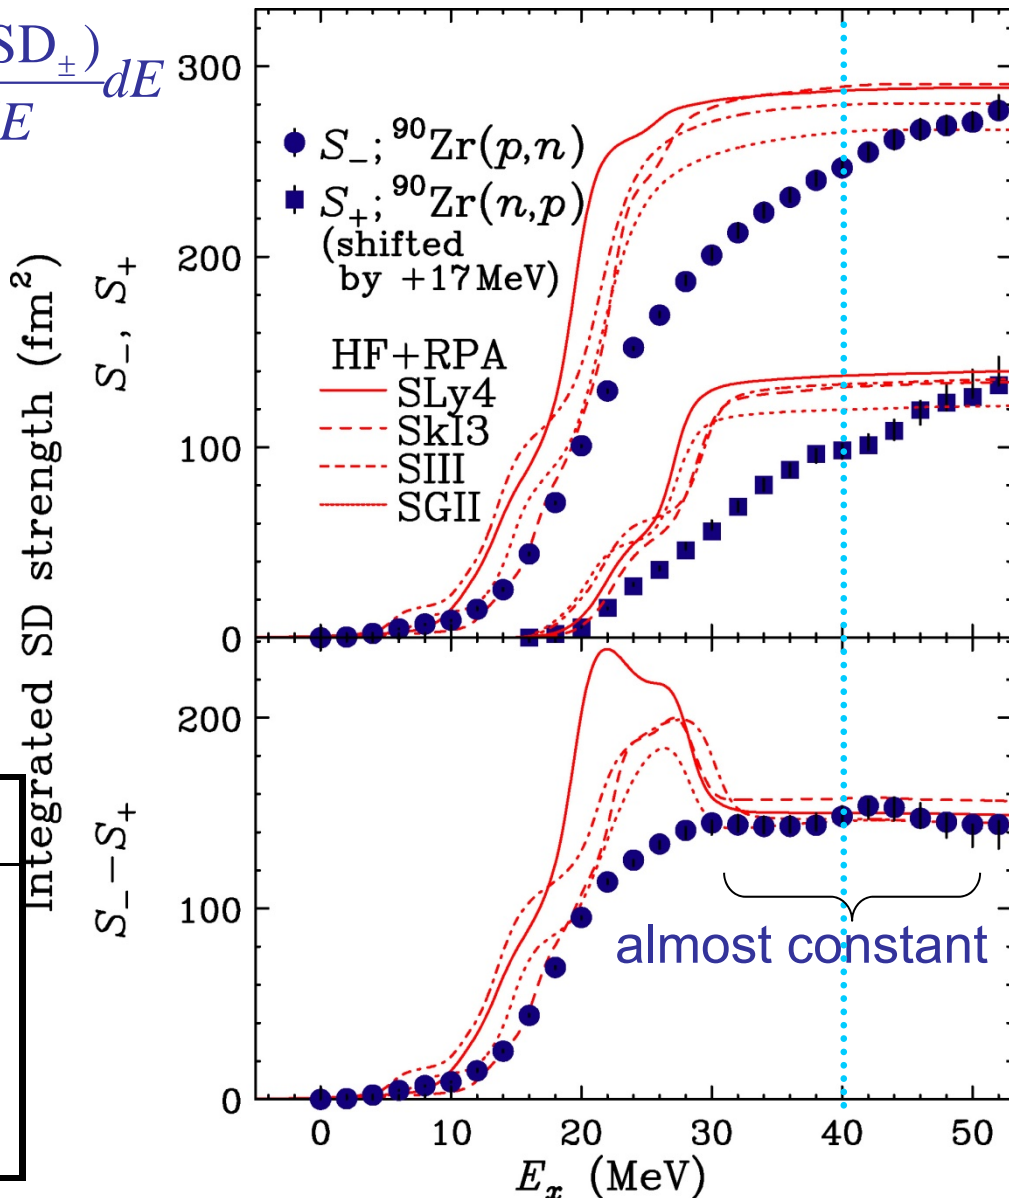 SD±)
E
dE
300
200
100
0
S₋; ⁹⁰Zr(p,n)
S₊; ⁹⁰Zr(n,p)
(shifted
by +17MeV)
HF+RPA
SLy4
SkI3
SIII
SGII
Integrated SD strength (fm²)
S₋, S₊
200
100
0
S₋−S₊
almost constant
0 10 20 30 40 50
Eₓ (MeV)